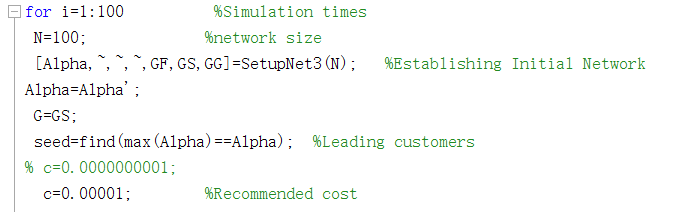 for i=1:100 %Simulation times
N=100; %network size
[Alpha,~,~,~,GF,GS,GG]=SetupNet3(N); %Establishing Initial Network
Alpha=Alpha';
G=GS;
seed=find(max(Alpha)==Alpha); %Leading customers
% c=0.0000000001;
c=0.00001; %Recommended cost